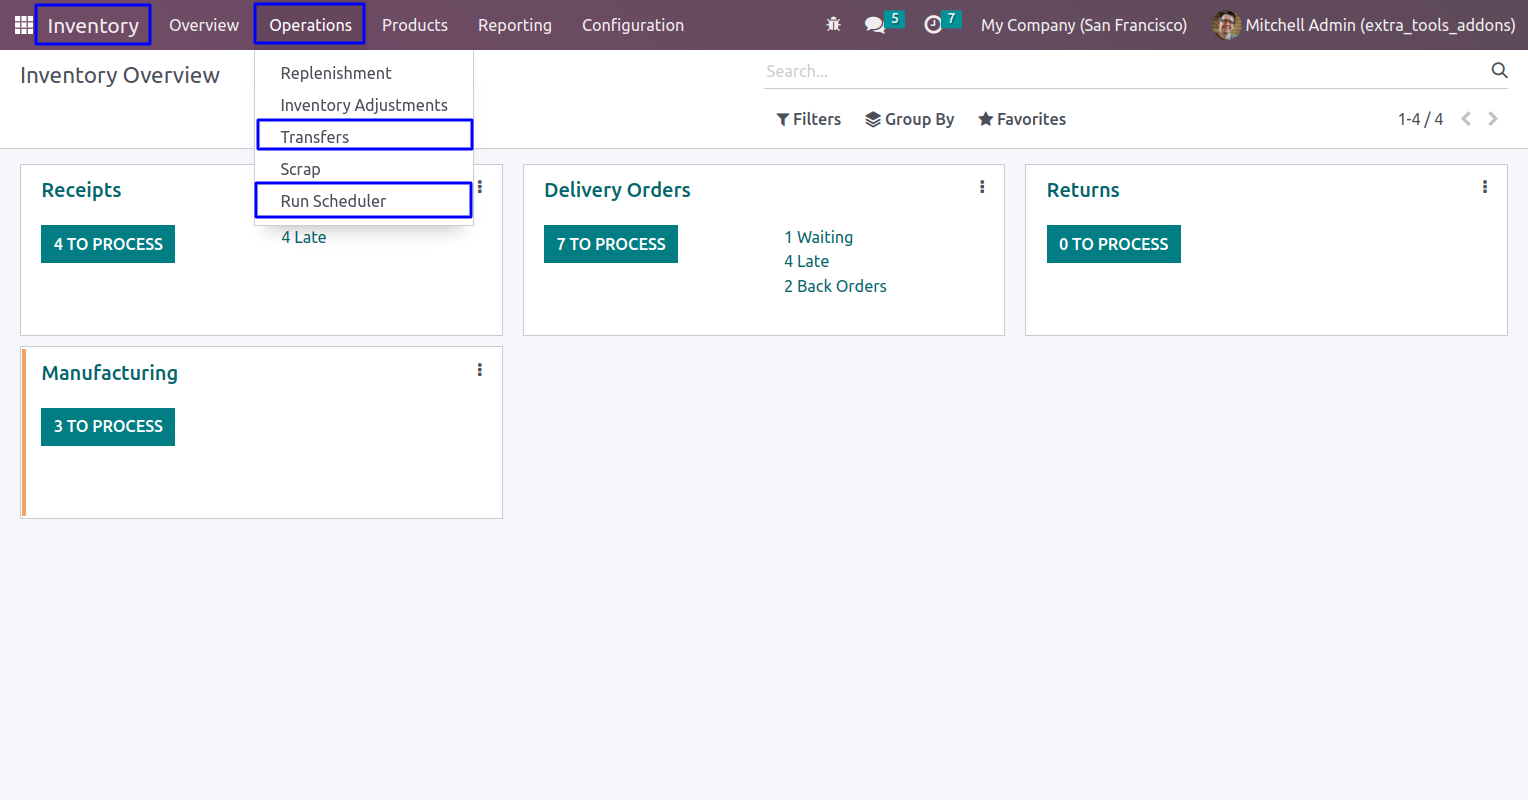 Inventory Overview Operations Products Reporting Configuration 5 7 My Company (San Francisco) Mitchell Admin (extra_tools_addons)
Inventory Overview
Search...
Filters Group By Favorites 1-4 / 4
Replenishment
Inventory Adjustments
Transfers
Scrap
Run Scheduler
Receipts
4 TO PROCESS
4 Late
Delivery Orders
7 TO PROCESS
1 Waiting
4 Late
2 Back Orders
Returns
0 TO PROCESS
Manufacturing
3 TO PROCESS